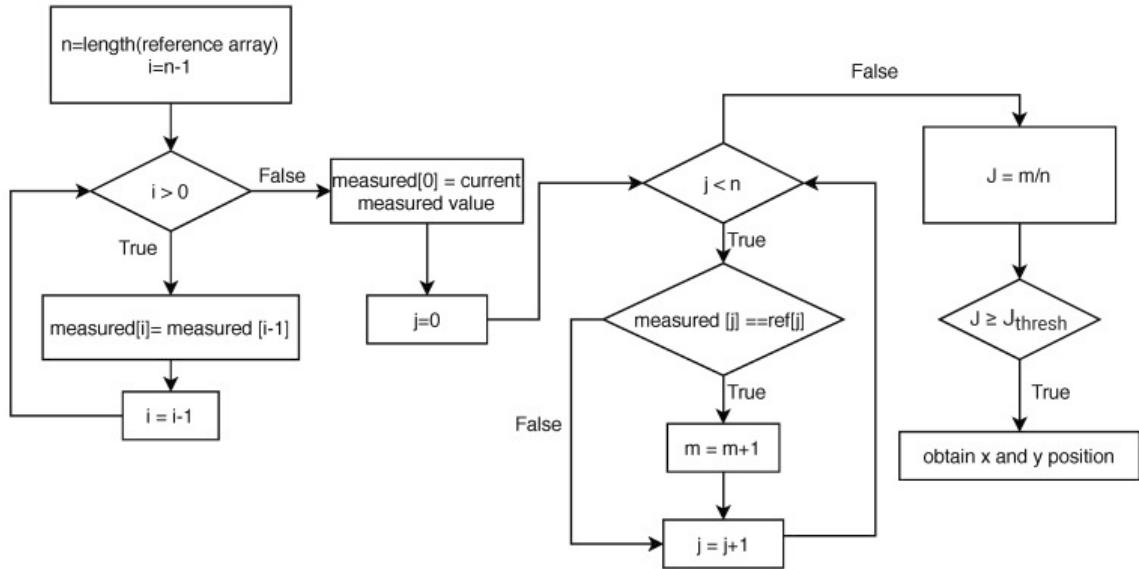 n=length(reference array)
i=n-1
i > 0
False
True
measured[i]= measured [i-1]
i = i-1
measured[0] = current
measured value
j=0
j < n
False
True
measured [j] ==ref[j]
True
False
m = m+1
j = j+1
J = m/n
J ≥ Jthresh
True
obtain x and y position